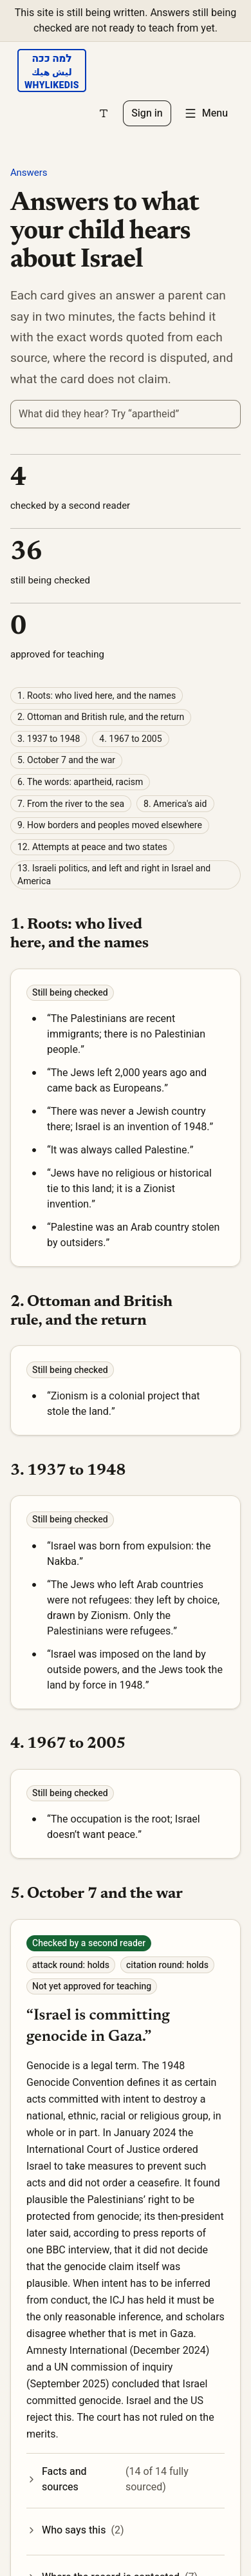 This site is still being written. Answers still being
checked are not ready to teach from yet.
למה ככה
ليش هيك
WHYLIKEDIS
Sign in
Menu
Answers
Answers to what
your child hears
about Israel
Each card gives an answer a parent can
say in two minutes, the facts behind it
with the exact words quoted from each
source, where the record is disputed, and
what the card does not claim.
What did they hear? Try “apartheid”
4
checked by a second reader
36
still being checked
0
approved for teaching
1. Roots: who lived here, and the names
2. Ottoman and British rule, and the return
3. 1937 to 1948
4. 1967 to 2005
5. October 7 and the war
6. The words: apartheid, racism
7. From the river to the sea
8. America’s aid
9. How borders and peoples moved elsewhere
12. Attempts at peace and two states
13. Israeli politics, and left and right in Israel and
America
1. Roots: who lived
here, and the names
Still being checked
• “The Palestinians are recent
immigrants; there is no Palestinian
people.”
• “The Jews left 2,000 years ago and
came back as Europeans.”
• “There was never a Jewish country
there; Israel is an invention of 1948.”
• “It was always called Palestine.”
• “Jews have no religious or historical
tie to this land; it is a Zionist
invention.”
• “Palestine was an Arab country stolen
by outsiders.”
2. Ottoman and British
rule, and the return
Still being checked
• “Zionism is a colonial project that
stole the land.”
3. 1937 to 1948
Still being checked
• “Israel was born from expulsion: the
Nakba.”
• “The Jews who left Arab countries
were not refugees: they left by choice,
drawn by Zionism. Only the
Palestinians were refugees.”
• “Israel was imposed on the land by
outside powers, and the Jews took the
land by force in 1948.”
4. 1967 to 2005
Still being checked
• “The occupation is the root; Israel
doesn’t want peace.”
5. October 7 and the war
Checked by a second reader
attack round: holds
citation round: holds
Not yet approved for teaching
“Israel is committing
genocide in Gaza.”
Genocide is a legal term. The 1948
Genocide Convention defines it as certain
acts committed with intent to destroy a
national, ethnic, racial or religious group, in
whole or in part. In January 2024 the
International Court of Justice ordered
Israel to take measures to prevent such
acts and did not order a ceasefire. It found
plausible the Palestinians’ right to be
protected from genocide; its then-president
later said, according to press reports of
one BBC interview, that it did not decide
that the genocide claim itself was
plausible. When intent has to be inferred
from conduct, the ICJ has held it must be
the only reasonable inference, and scholars
disagree whether that is met in Gaza.
Amnesty International (December 2024)
and a UN commission of inquiry
(September 2025) concluded that Israel
committed genocide. Israel and the US
reject this. The court has not ruled on the
merits.
Facts and
sources
(14 of 14 fully
sourced)
Who says this (2)